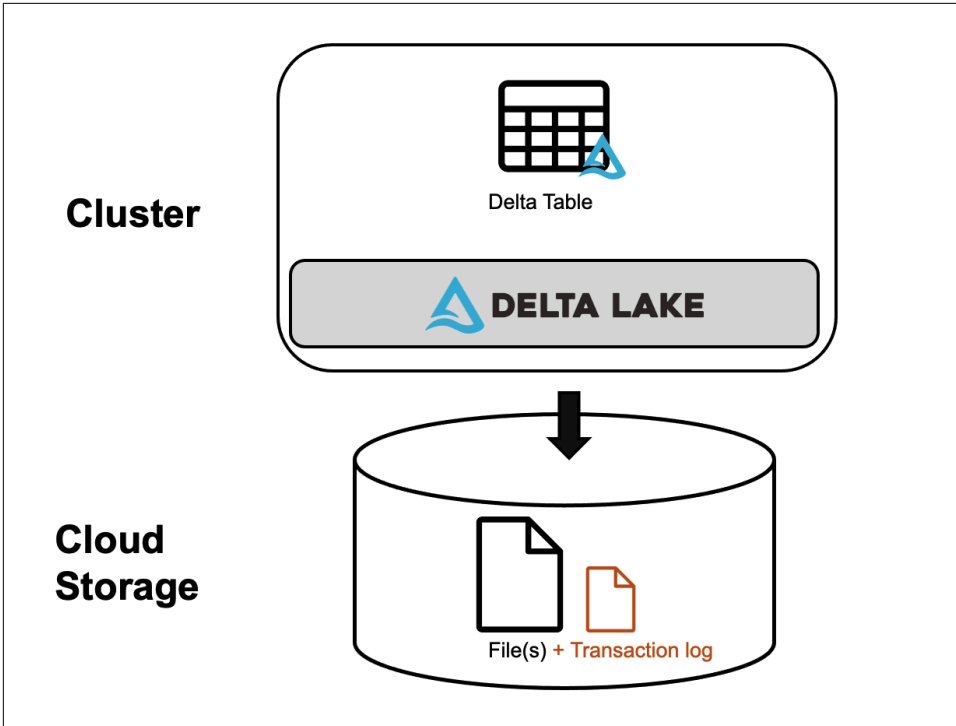 Delta Table
Cluster
DELTA LAKE
Cloud
Storage
File(s) + Transaction log